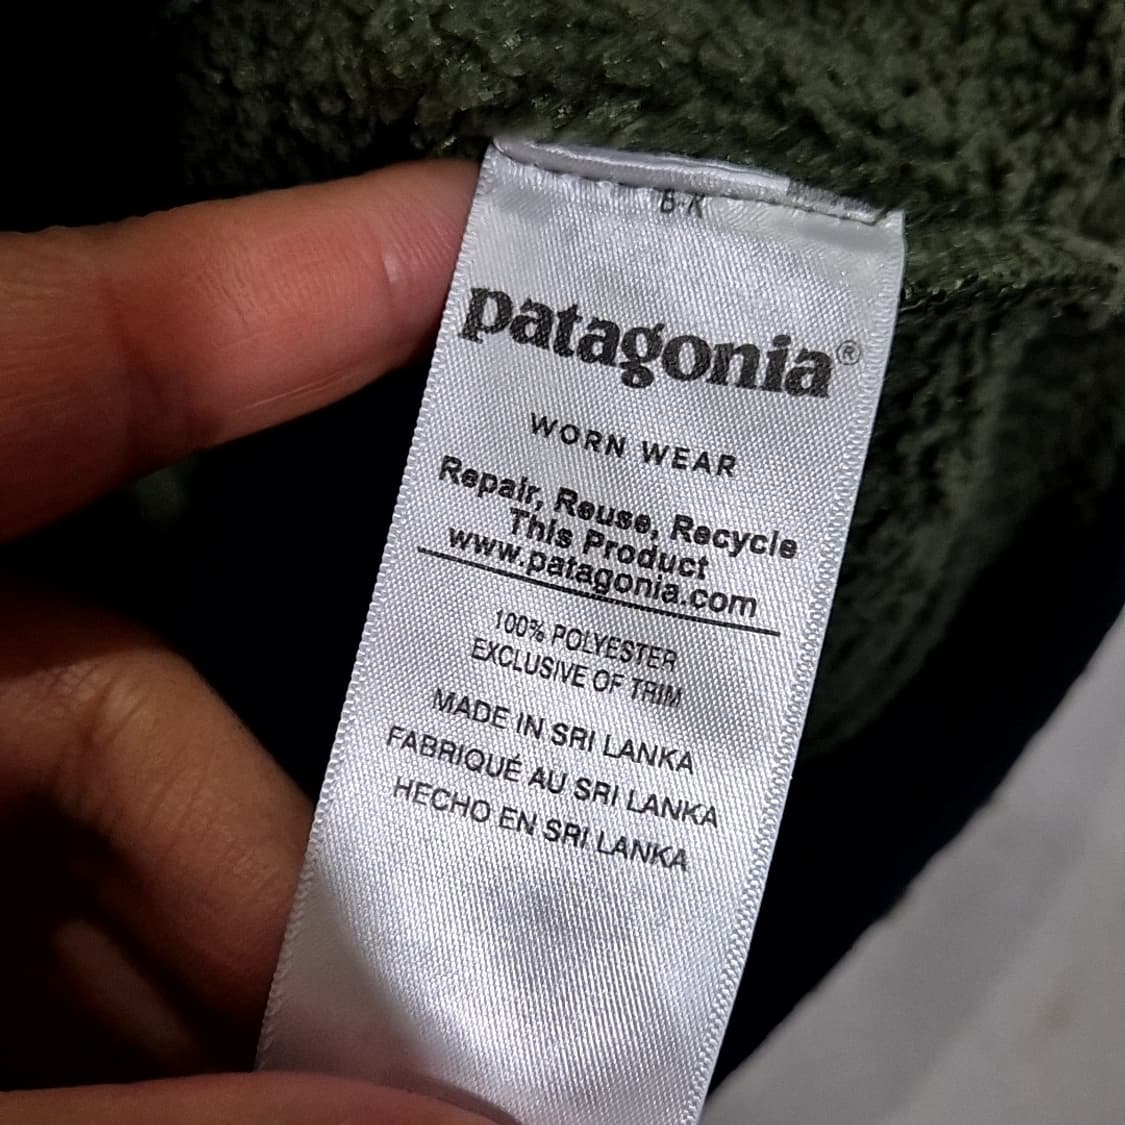 B-K
patagonia®
WORN WEAR
Repair, Reuse, Recycle
This Product
www.patagonia.com
100% POLYESTER
EXCLUSIVE OF TRIM
MADE IN SRI LANKA
FABRIQUÉ AU SRI LANKA
HECHO EN SRI LANKA